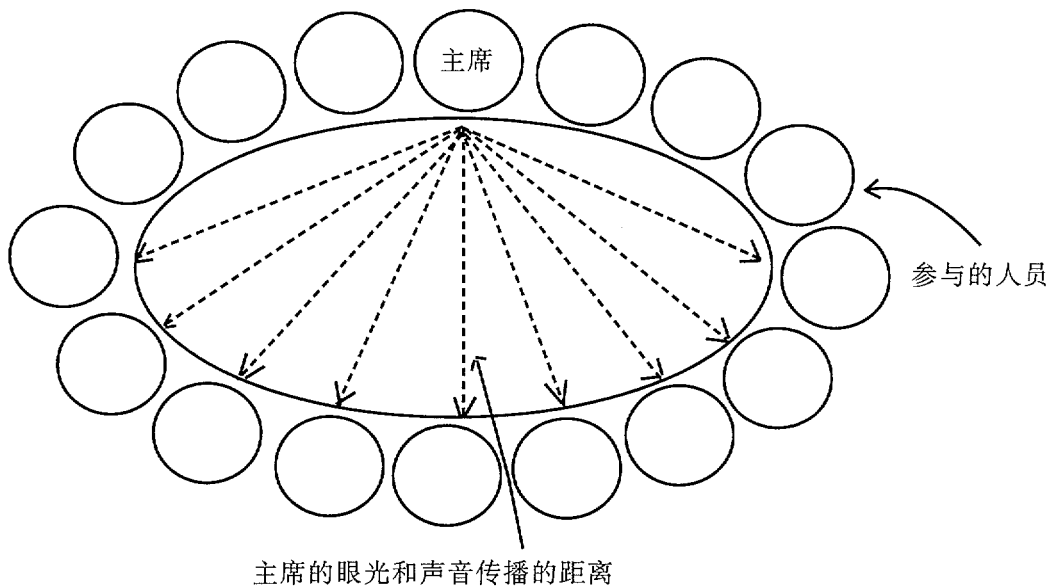 主席
参与的人员
主席的眼光和声音传播的距离